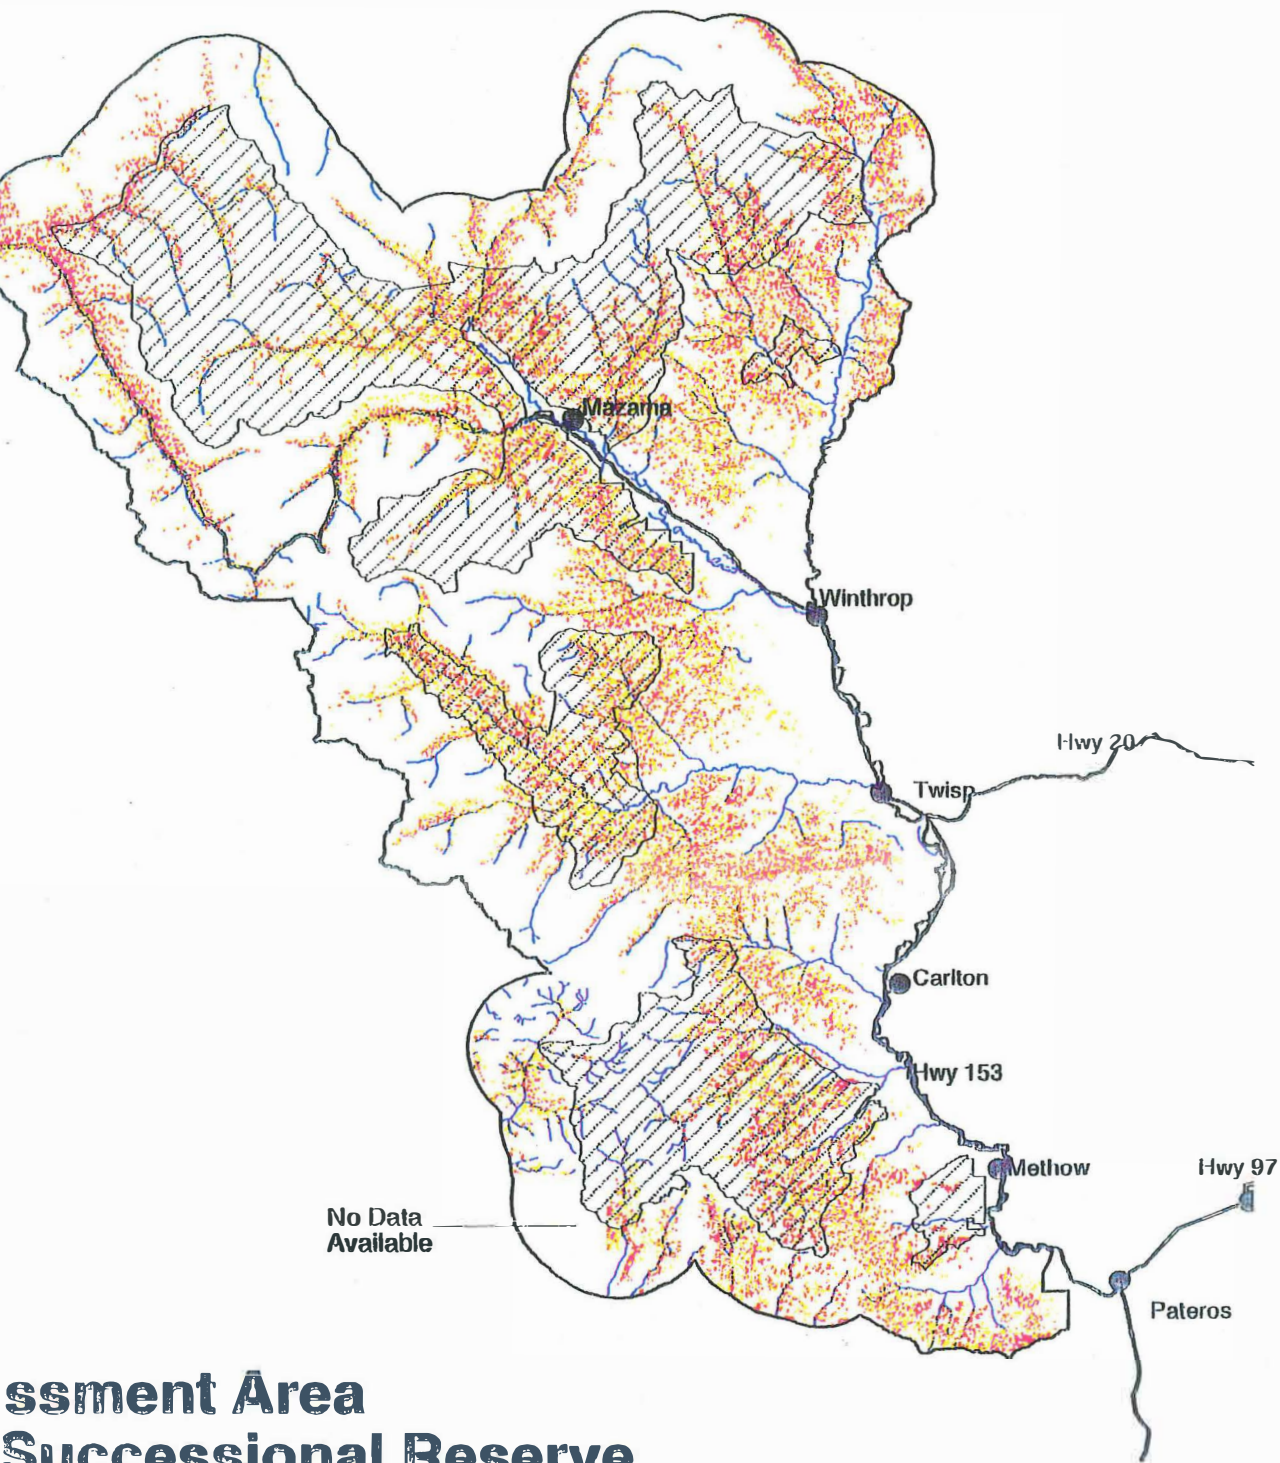 Mazama
Winthrop
Hwy 20
Twisp
Carlton
Hwy 153
Methow
Hwy 97
No Data
Available
Pateros
ssment Area
Successional Reserve